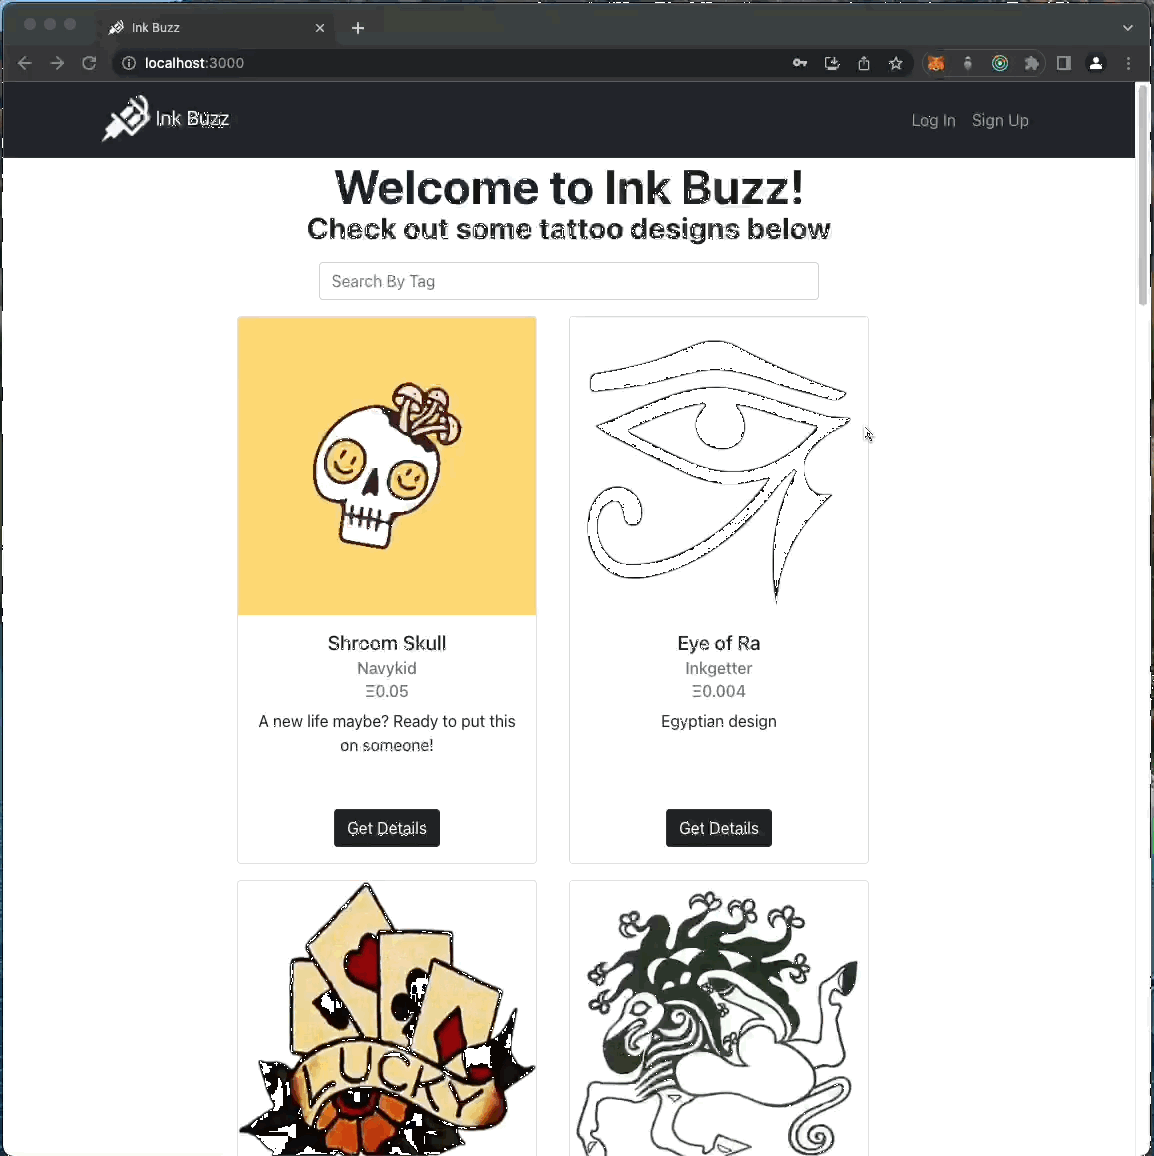 Ink Buzz
localhost:3000
Ink Buzz
Log In Sign Up
Welcome to Ink Buzz!
Check out some tattoo designs below
Search By Tag
Shroom Skull
Navykid
Ξ0.05
A new life maybe? Ready to put this
on someone!
Get Details
Eye of Ra
Inkgetter
Ξ0.004
Egyptian design
Get Details
LUCKY